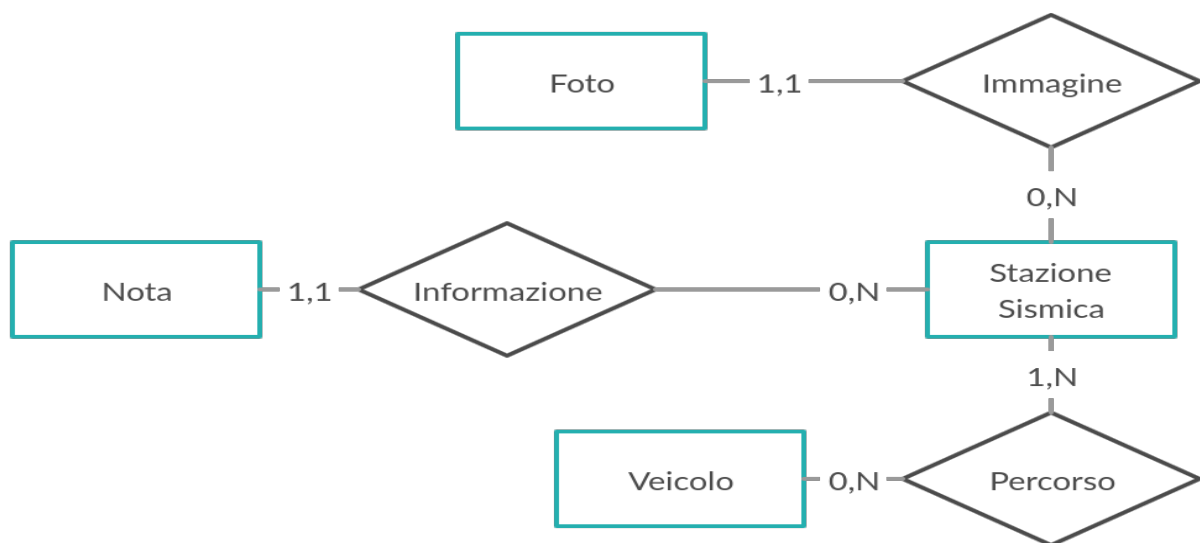 Foto
1,1
Immagine
0,N
Nota
1,1
Informazione
0,N
Stazione
Sismica
1,N
Veicolo
0,N
Percorso